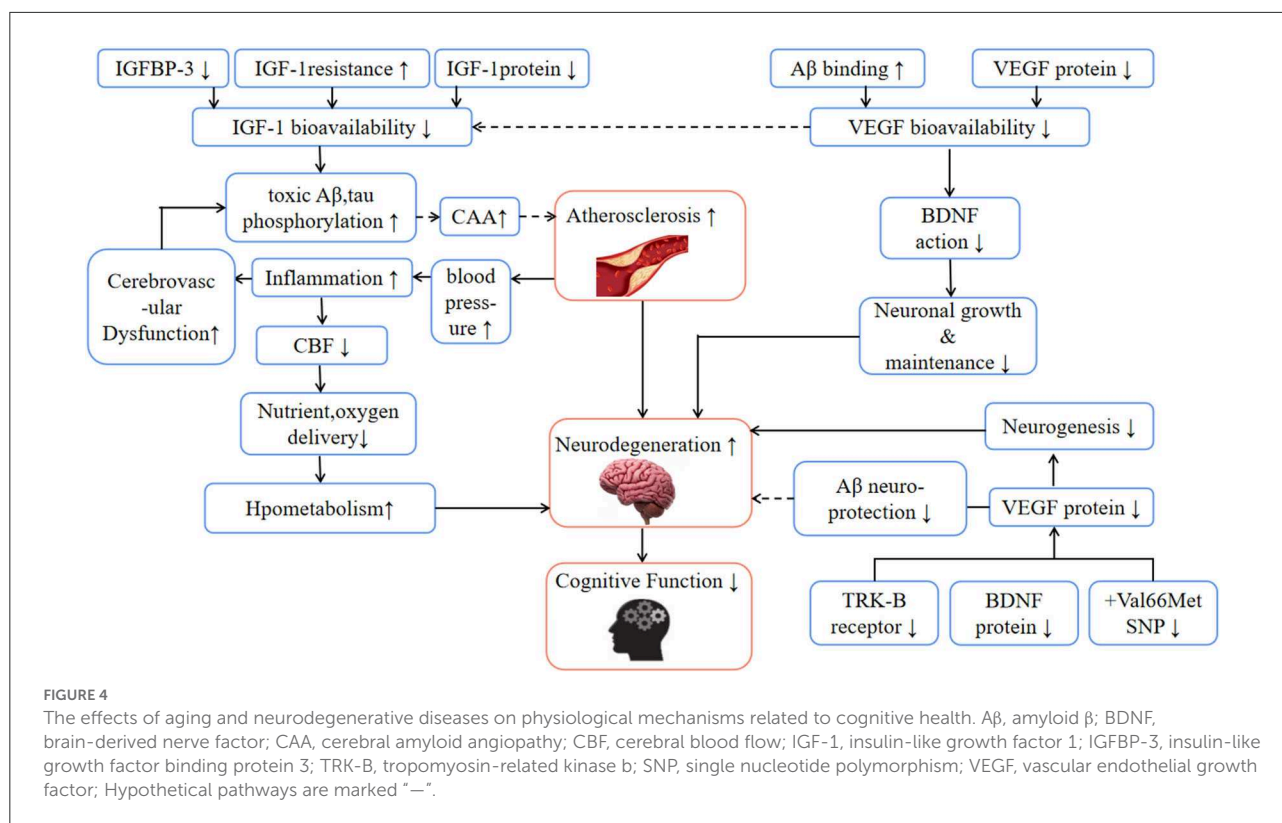 IGFBP-3 ↓
IGF-1resistance ↑
IGF-1protein ↓
Aβ binding ↑
VEGF protein ↓
IGF-1 bioavailability ↓
VEGF bioavailability ↓
toxic Aβ,tau
phosphorylation ↑
CAA↑
Atherosclerosis ↑
BDNF
action ↓
Cerebrovasc
-ular
Dysfunction↑
Inflammation ↑
blood
press-
ure ↑
Neuronal growth
&
maintenance ↓
CBF ↓
Nutrient,oxygen
delivery↓
Neurodegeneration ↑
Neurogenesis ↓
Hpometabolism↑
Aβ neuro-
protection ↓
VEGF protein ↓
Cognitive Function ↓
TRK-B
receptor ↓
BDNF
protein ↓
+Val66Met
SNP ↓
FIGURE 4
The effects of aging and neurodegenerative diseases on physiological mechanisms related to cognitive health. Aβ, amyloid β; BDNF,
brain-derived nerve factor; CAA, cerebral amyloid angiopathy; CBF, cerebral blood flow; IGF-1, insulin-like growth factor 1; IGFBP-3, insulin-like
growth factor binding protein 3; TRK-B, tropomyosin-related kinase b; SNP, single nucleotide polymorphism; VEGF, vascular endothelial growth
factor; Hypothetical pathways are marked "—".